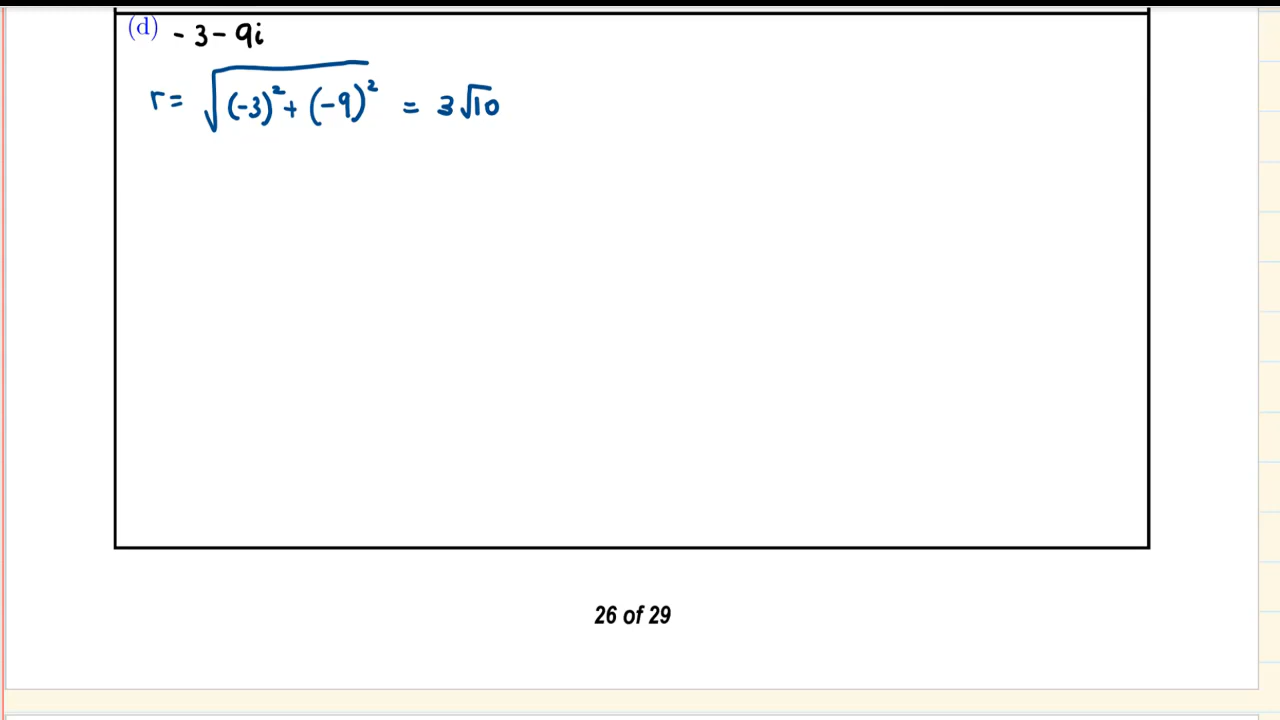 (d) - 3 - 9i
r = √((-3)² + (-9)²) = 3√10
26 of 29